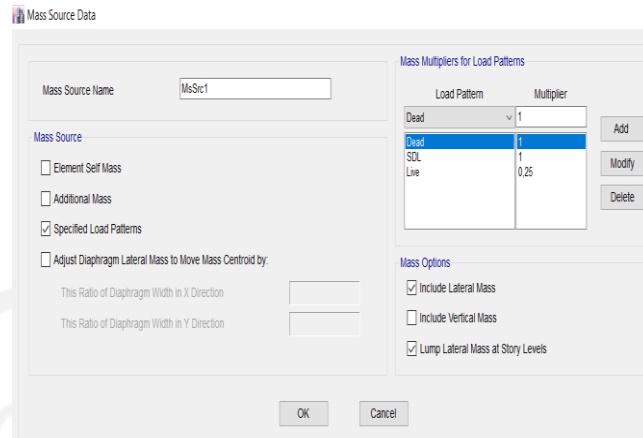 Mass Source Data
Mass Source Name
MsSrc1
Mass Source
Element Self Mass
Additional Mass
Specified Load Patterns
Adjust Diaphragm Lateral Mass to Move Mass Centroid by:
This Ratio of Diaphragm Width in X Direction
This Ratio of Diaphragm Width in Y Direction
Mass Multipliers for Load Patterns
Load Pattern Multiplier
Dead 1
Dead 1
SDL 1
Live 0,25
Add
Modify
Delete
Mass Options
Include Lateral Mass
Include Vertical Mass
Lump Lateral Mass at Story Levels
OK Cancel